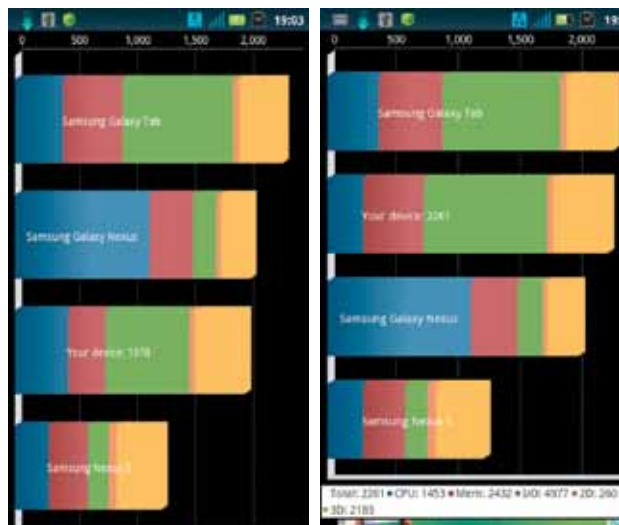 19:03
0 500 1,000 1,500 2,000
Samsung Galaxy Tab
Samsung Galaxy Nexus
Your device: 1978
Samsung Nexus S
0 500 1,000 1,500 2,000
Samsung Galaxy Tab
Your device: 2261
Samsung Galaxy Nexus
Samsung Nexus S
Total: 2261 • CPU: 1453 • Mem: 2432 • I/O: 4977 • 2D: 260
• 3D: 2183